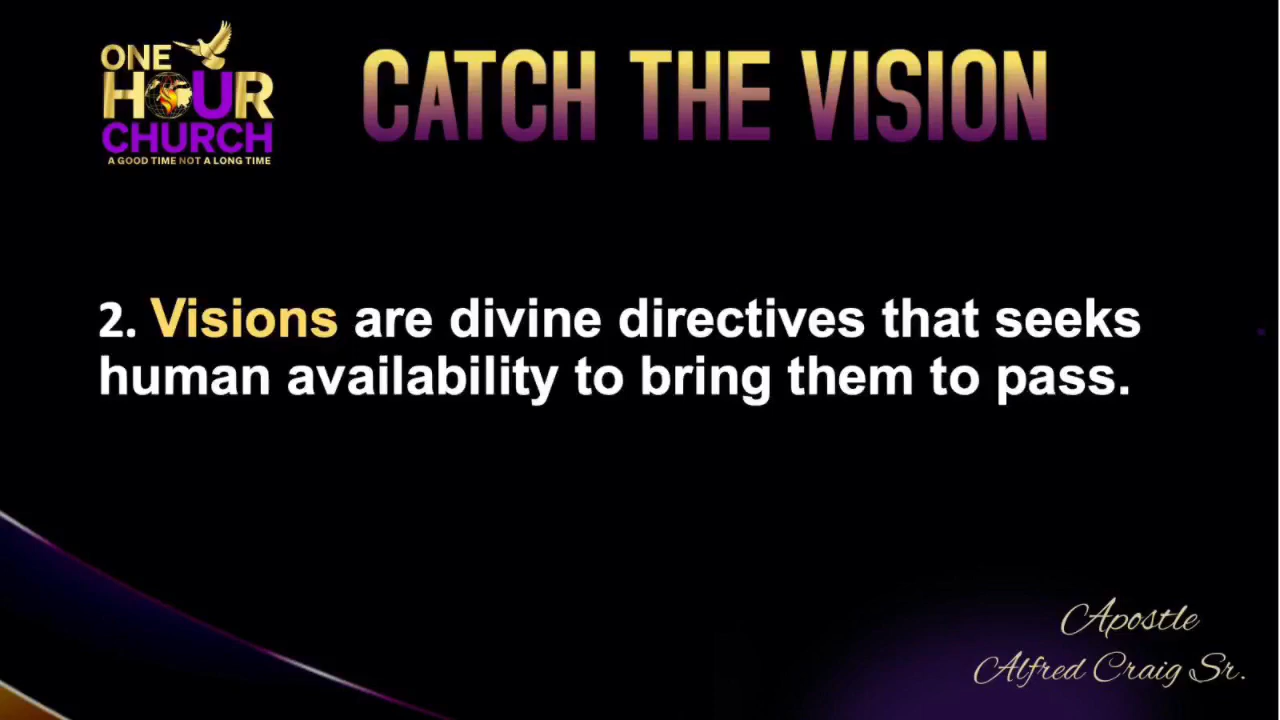 ONE
HOUR
CHURCH
A GOOD TIME NOT A LONG TIME
CATCH THE VISION
2. Visions are divine directives that seeks
human availability to bring them to pass.
Apostle
Alfred Craig Sr.